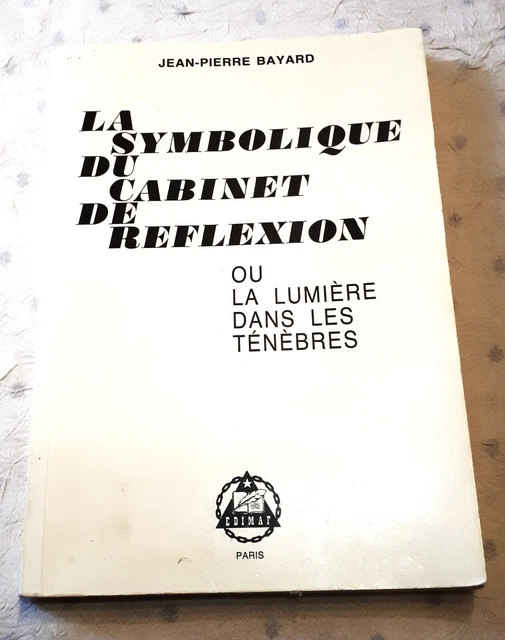 JEAN-PIERRE BAYARD
LA
SYMBOLIQUE
DU
CABINET
DE
REFLEXION
OU
LA LUMIÈRE
DANS LES
TÉNÈBRES
EDIMAF
PARIS